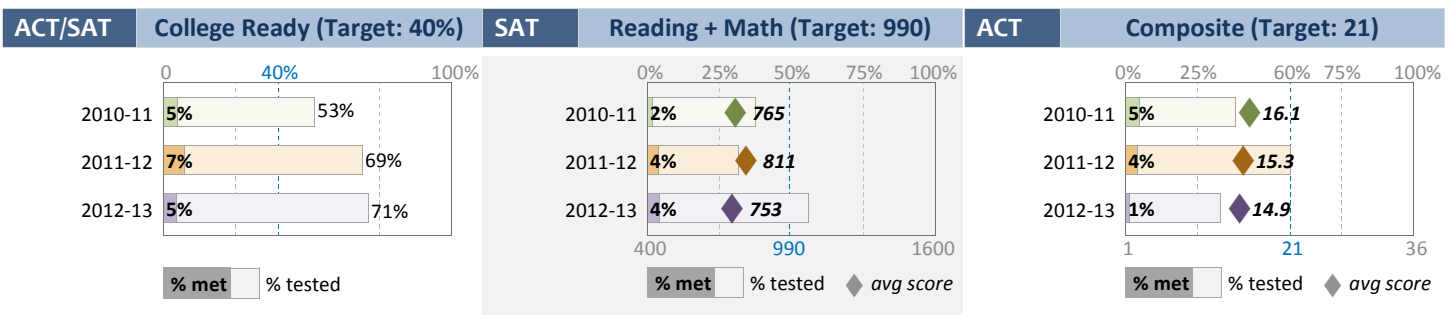 ACT/SAT College Ready (Target: 40%)
0 40% 100%
2010-11 5% 53%
2011-12 7% 69%
2012-13 5% 71%
% met % tested
SAT Reading + Math (Target: 990)
0% 25% 50% 75% 100%
2010-11 2% 765
2011-12 4% 811
2012-13 4% 753
400 990 1600
% met % tested avg score
ACT Composite (Target: 21)
0% 25% 60% 75% 100%
2010-11 5% 16.1
2011-12 4% 15.3
2012-13 1% 14.9
1 21 36
% met % tested avg score